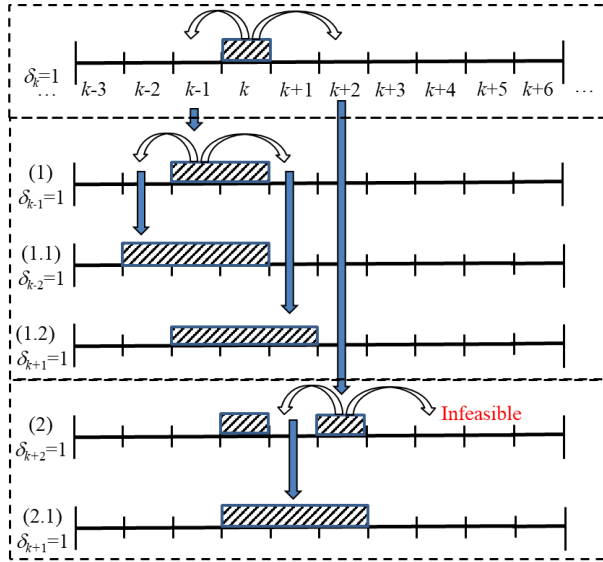 δk=1
... k-3 k-2 k-1 k k+1 k+2 k+3 k+4 k+5 k+6 ...
(1)
δk-1=1
(1.1)
δk-2=1
(1.2)
δk+1=1
(2) Infeasible
δk+2=1
(2.1)
δk+1=1